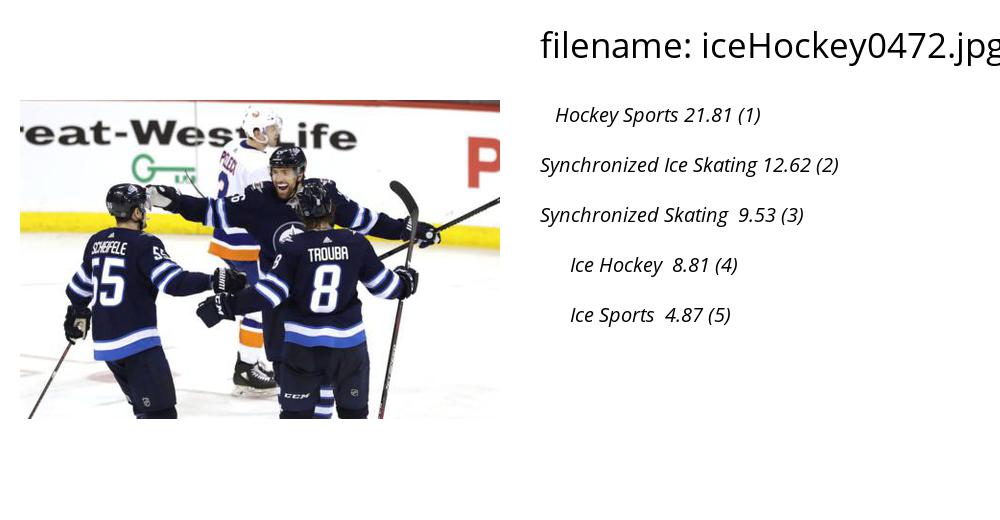 filename: iceHockey0472.jpg
Hockey Sports 21.81 (1)
Synchronized Ice Skating 12.62 (2)
Synchronized Skating 9.53 (3)
Ice Hockey 8.81 (4)
Ice Sports 4.87 (5)
reat-West Life
P
SCHEIFELE
55
TROUBA
8
CCM